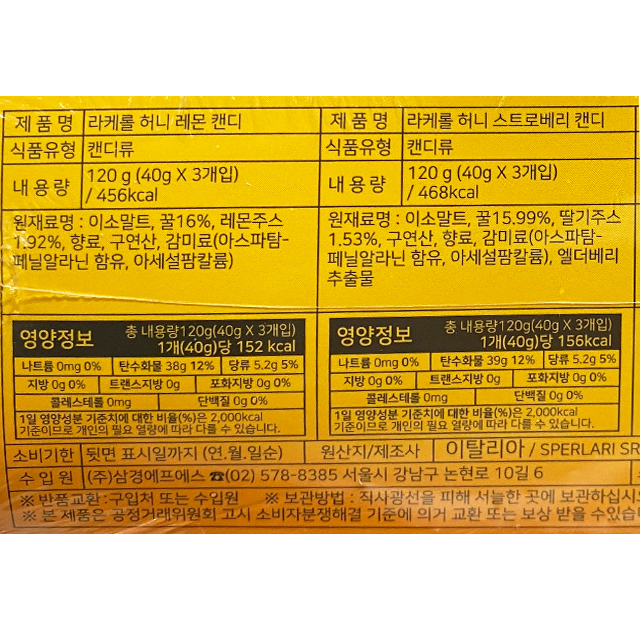 제 품 명 라케롤 허니 레몬 캔디
식품유형 캔디류
내 용 량 120 g (40g X 3개입)
/ 456kcal
원재료명 : 이소말트, 꿀16%, 레몬주스
1.92%, 향료, 구연산, 감미료(아스파탐-
페닐알라닌 함유, 아세설팜칼륨)
영양정보 총 내용량120g(40g X 3개입)
1개(40g)당 152 kcal
나트륨 0mg 0% 탄수화물 38g 12% 당류 5.2g 5%
지방 0g 0% 트랜스지방 0g 포화지방 0g 0%
콜레스테롤 0mg 단백질 0g 0%
1일 영양성분 기준치에 대한 비율(%)은 2,000kcal
기준이므로 개인의 필요 열량에 따라 다를 수 있습니다.
제 품 명 라케롤 허니 스트로베리 캔디
식품유형 캔디류
내 용 량 120 g (40g X 3개입)
/ 468kcal
원재료명 : 이소말트, 꿀15.99%, 딸기주스
1.53%, 구연산, 향료, 감미료(아스파탐-
페닐알라닌 함유, 아세설팜칼륨), 엘더베리
추출물
영양정보 총 내용량120g(40g X 3개입)
1개(40g)당 156kcal
나트륨 0mg 0% 탄수화물 39g 12% 당류 5.2g 5%
지방 0g 0% 트랜스지방 0g 포화지방 0g 0%
콜레스테롤 0mg 단백질 0g 0%
1일 영양성분 기준치에 대한 비율(%)은 2,000kcal
기준이므로 개인의 필요 열량에 따라 다를 수 있습니다.
소비기한 뒷면 표시일까지 (연.월.일순) 원산지/제조사 이탈리아 / SPERLARI SR
수 입 원 (주)삼경에프에스 ☎(02) 578-8385 서울시 강남구 논현로 10길 6
※ 반품교환 : 구입처 또는 수입원 ※ 보관방법 : 직사광선을 피해 서늘한 곳에 보관하십시
※ 본 제품은 공정거래위원회 고시 소비자분쟁해결 기준에 의거 교환 또는 보상 받을 수있습